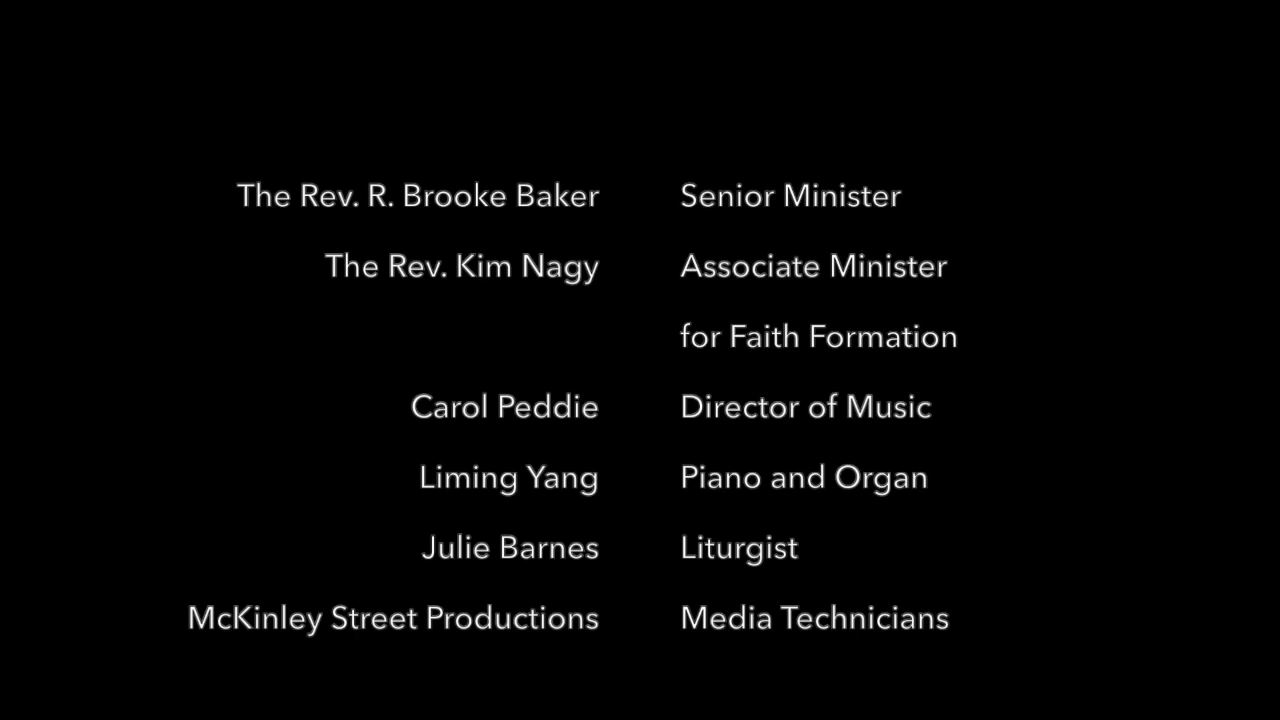 The Rev. R. Brooke Baker Senior Minister
The Rev. Kim Nagy Associate Minister
for Faith Formation
Carol Peddie Director of Music
Liming Yang Piano and Organ
Julie Barnes Liturgist
McKinley Street Productions Media Technicians